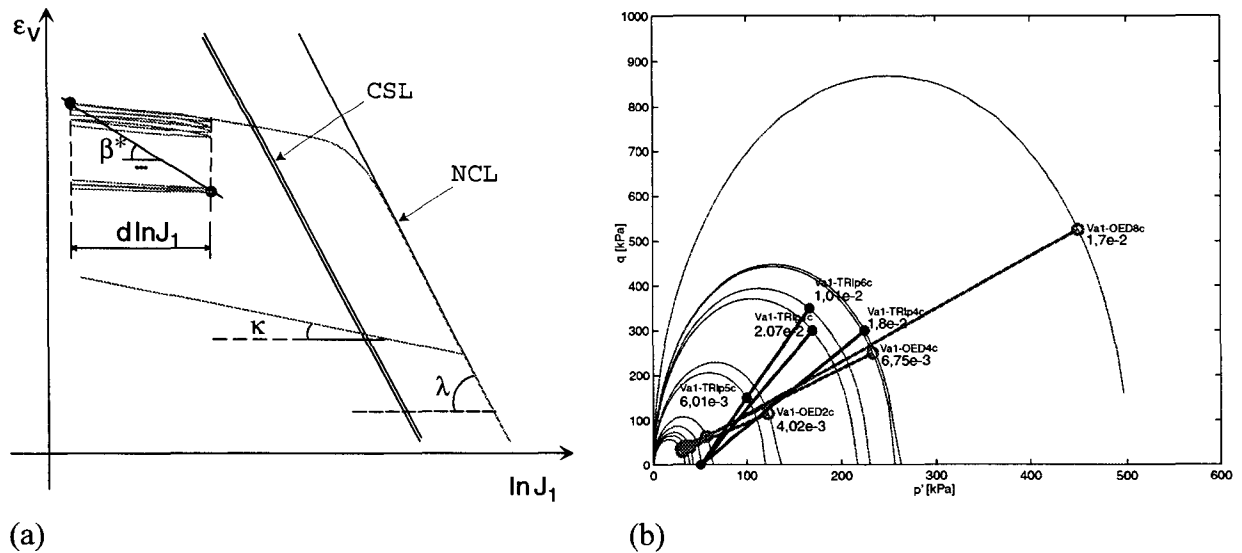 ε_v
CSL
β*
NCL
dlnJ₁
κ
λ
lnJ₁
(a)
1000
900
800
700
600
500
400
300
200
100
0
q [kPa]
Va1-OED8c
1,7e-2
Va1-TRIp6c
1,01e-2
2.07e-2
Va1-TRIp4c
1,8e-2
Va1-OED4c
6,75e-3
Va1-TRIp5c
6,01e-3
Va1-OED2c
4,02e-3
0
100
200
300
400
500
600
p' [kPa]
(b)